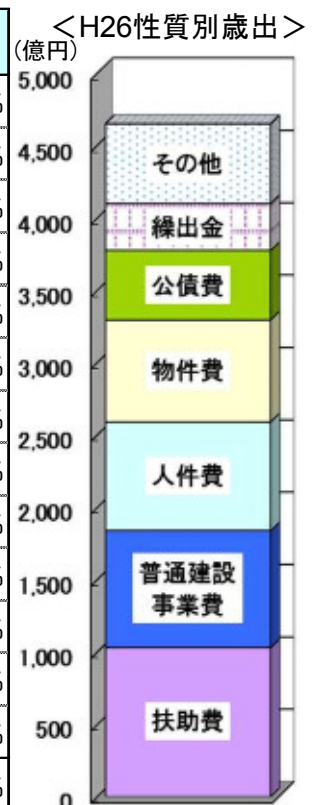 <H26性質別歳出>
(億円)
5,000
4,500
4,000
3,500
3,000
2,500
2,000
1,500
1,000
500
0
その他
繰出金
公債費
物件費
人件費
普通建設
事業費
扶助費